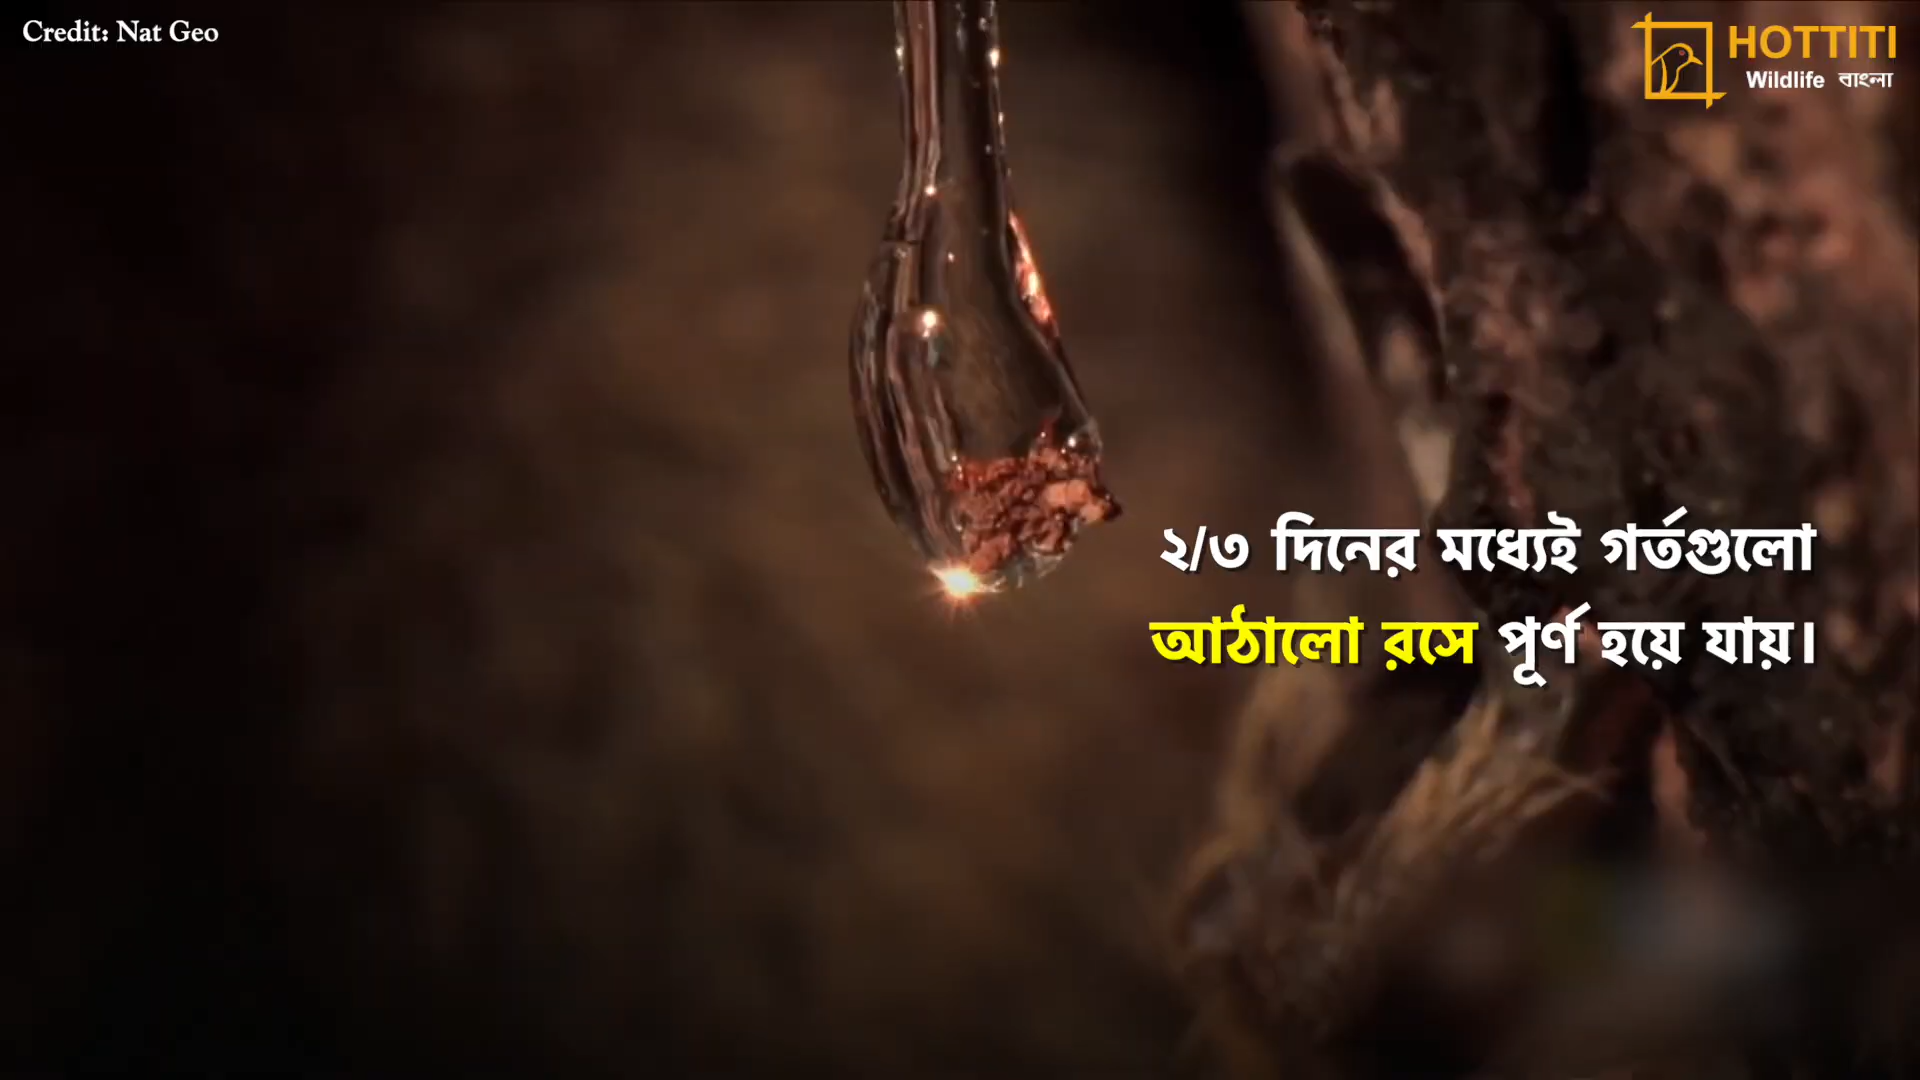 Credit: Nat Geo
HOTTITI
Wildlife বাংলা
২/৩ দিনের মধ্যেই গর্তগুলো
আঠালো রসে পূর্ণ হয়ে যায়।